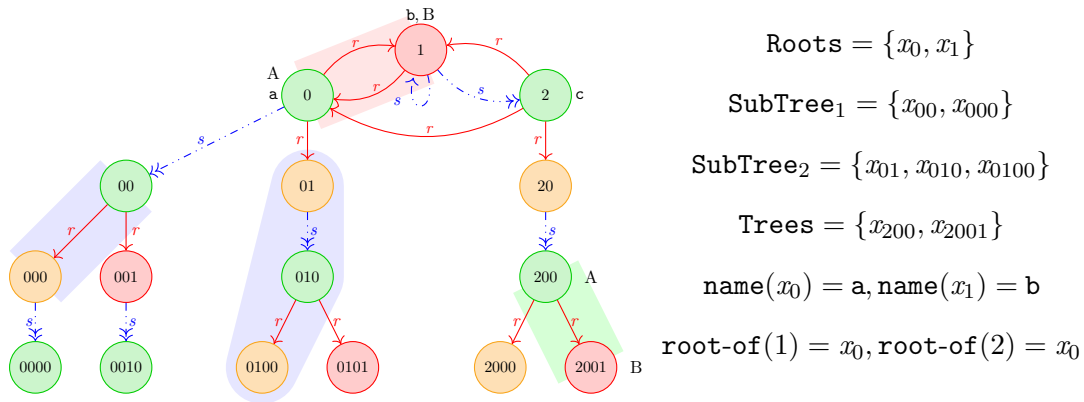 b, B
1
A
a
0
2
c
r
r
r
r
s
s
s
r
r
00
01
20
r
r
s
s
000
001
010
200
A
s
s
r
r
r
r
0000
0010
0100
0101
2000
2001
B
Roots = {x₀, x₁}
SubTree₁ = {x₀₀, x₀₀₀}
SubTree₂ = {x₀₁, x₀₁₀, x₀₁₀₀}
Trees = {x₂₀₀, x₂₀₀₁}
name(x₀) = a, name(x₁) = b
root-of(1) = x₀, root-of(2) = x₀